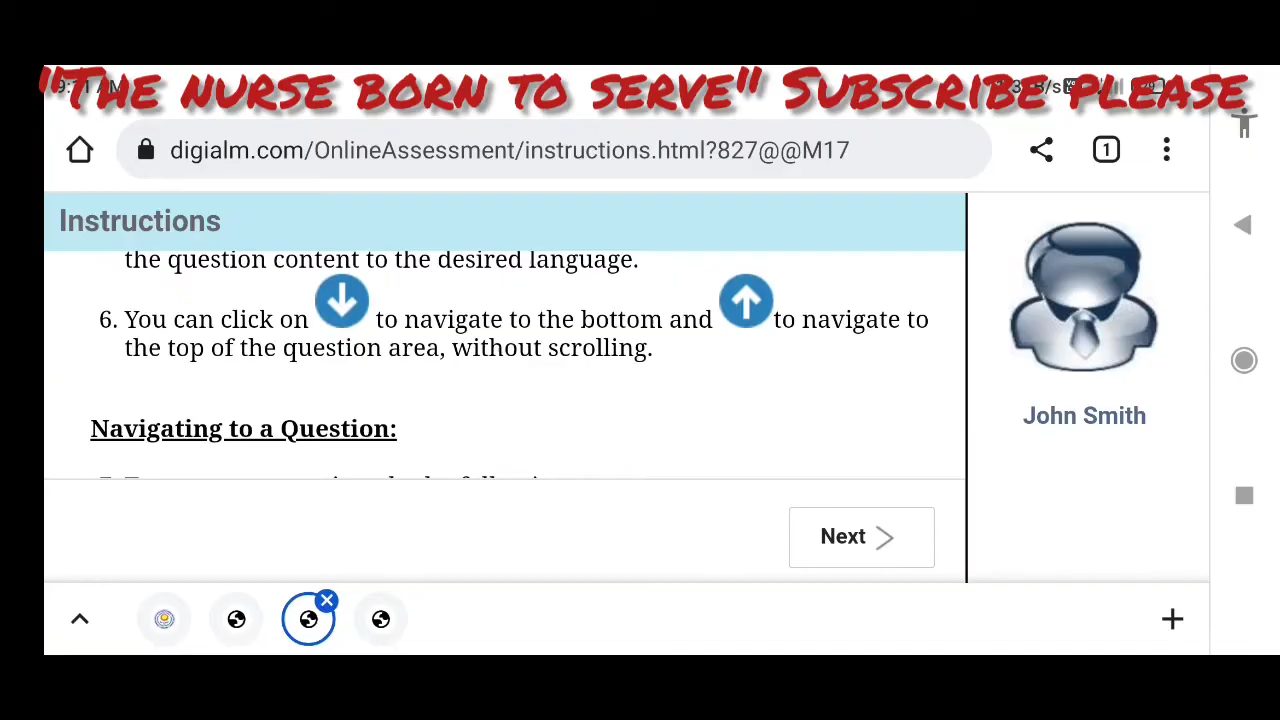 "The nurse born to serve" Subscribe please
digialm.com/OnlineAssessment/instructions.html?827@@M17
1
Instructions
the question content to the desired language.
6. You can click on to navigate to the bottom and to navigate to
the top of the question area, without scrolling.
John Smith
Navigating to a Question:
Next